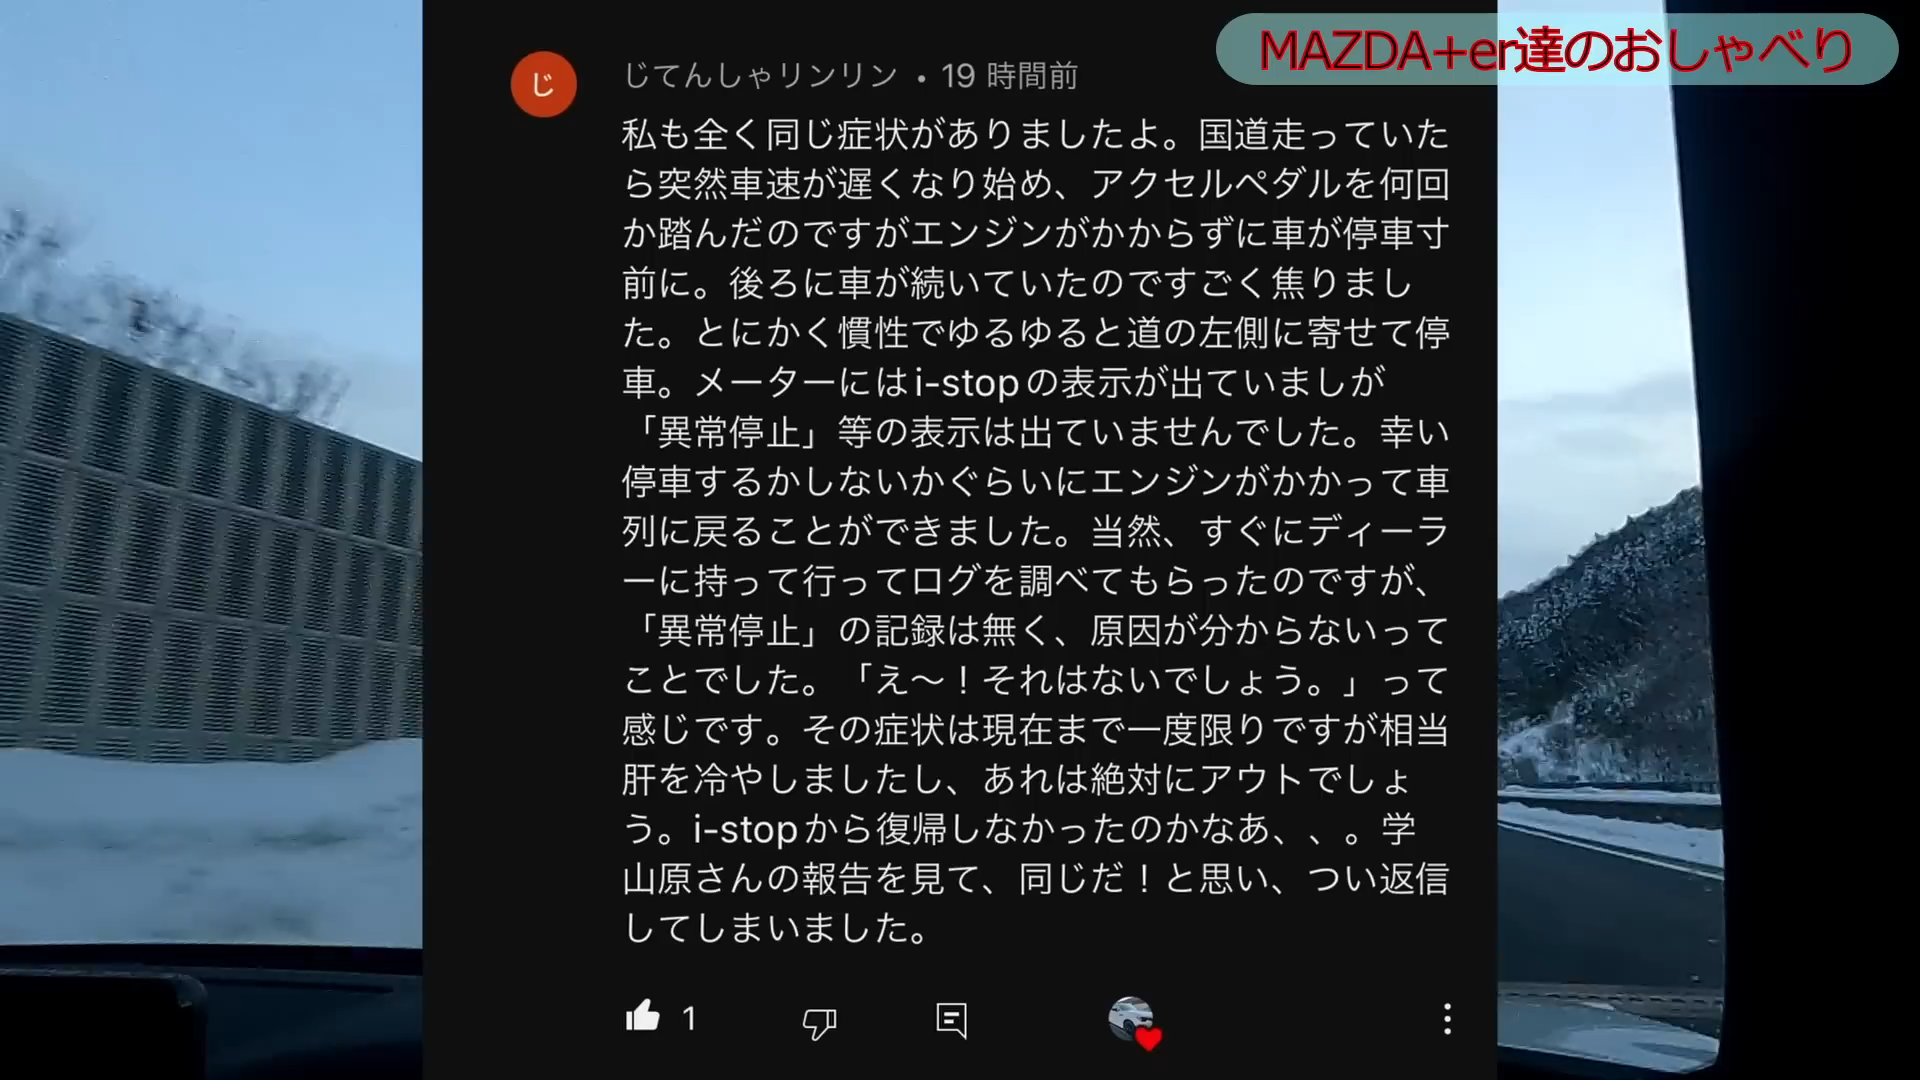 MAZDA+er達のおしゃべり
じ
じてんしゃリンリン • 19 時間前
私も全く同じ症状がありましたよ。国道走っていた
ら突然車速が遅くなり始め、アクセルペダルを何回
か踏んだのですがエンジンがかからずに車が停車寸
前に。後ろに車が続いていたのですごく焦りまし
た。とにかく慣性でゆるゆると道の左側に寄せて停
車。メーターにはi-stopの表示が出ていましが
「異常停止」等の表示は出ていませんでした。幸い
停車するかしないかぐらいにエンジンがかかって車
列に戻ることができました。当然、すぐにディーラ
ーに持って行ってログを調べてもらったのですが、
「異常停止」の記録は無く、原因が分からないって
ことでした。「え〜！それはないでしょう。」って
感じです。その症状は現在まで一度限りですが相当
肝を冷やしましたし、あれは絶対にアウトでしょ
う。i-stopから復帰しなかったのかなあ、、。学
山原さんの報告を見て、同じだ！と思い、つい返信
してしまいました。
1